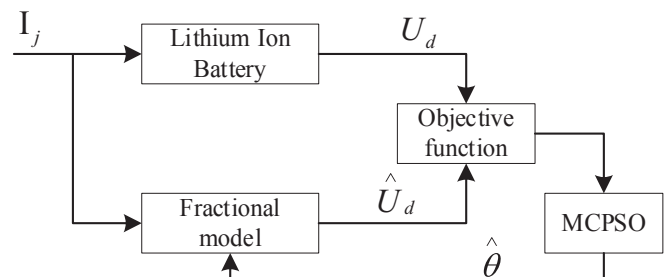 I_j
Lithium Ion
Battery
U_d
Objective
function
Fractional
model
Û_d
MCPSO
θ̂